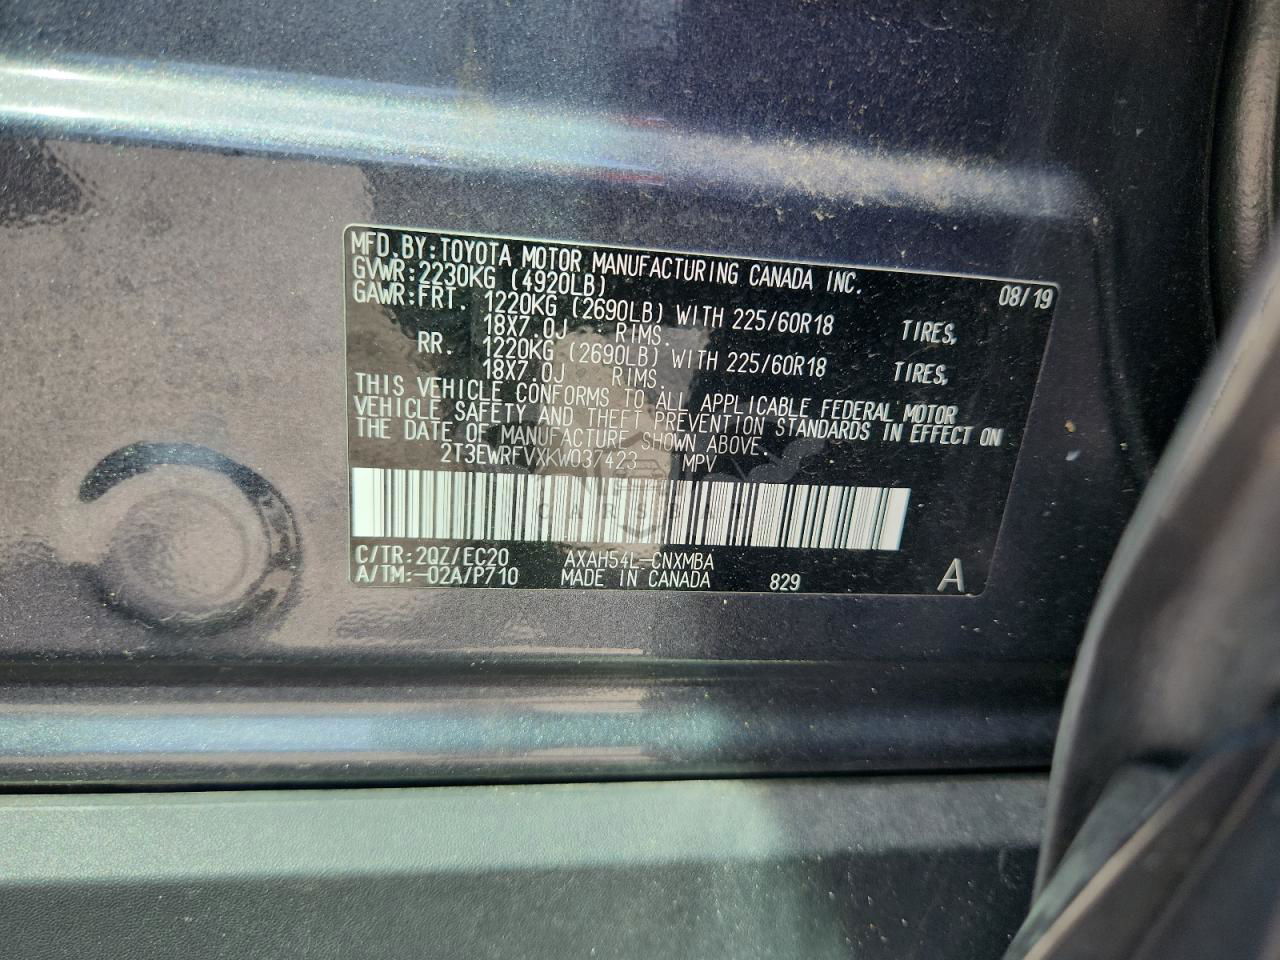 MFD. BY: TOYOTA MOTOR MANUFACTURING CANADA INC.
GVWR: 2230KG (4920LB) 08/19
GAWR: FRT. 1220KG (2690LB) WITH 225/60R18 TIRES,
18X7.0J RIMS.
RR. 1220KG (2690LB) WITH 225/60R18 TIRES,
18X7.0J RIMS.
THIS VEHICLE CONFORMS TO ALL APPLICABLE FEDERAL MOTOR
VEHICLE SAFETY AND THEFT PREVENTION STANDARDS IN EFFECT ON
THE DATE OF MANUFACTURE SHOWN ABOVE.
2T3EWRFVXKW037423 MPV
C/TR: 2QZ/EC20 AXAH54L-CNXMBA
A/TM: -02A/P710 MADE IN CANADA 829 A